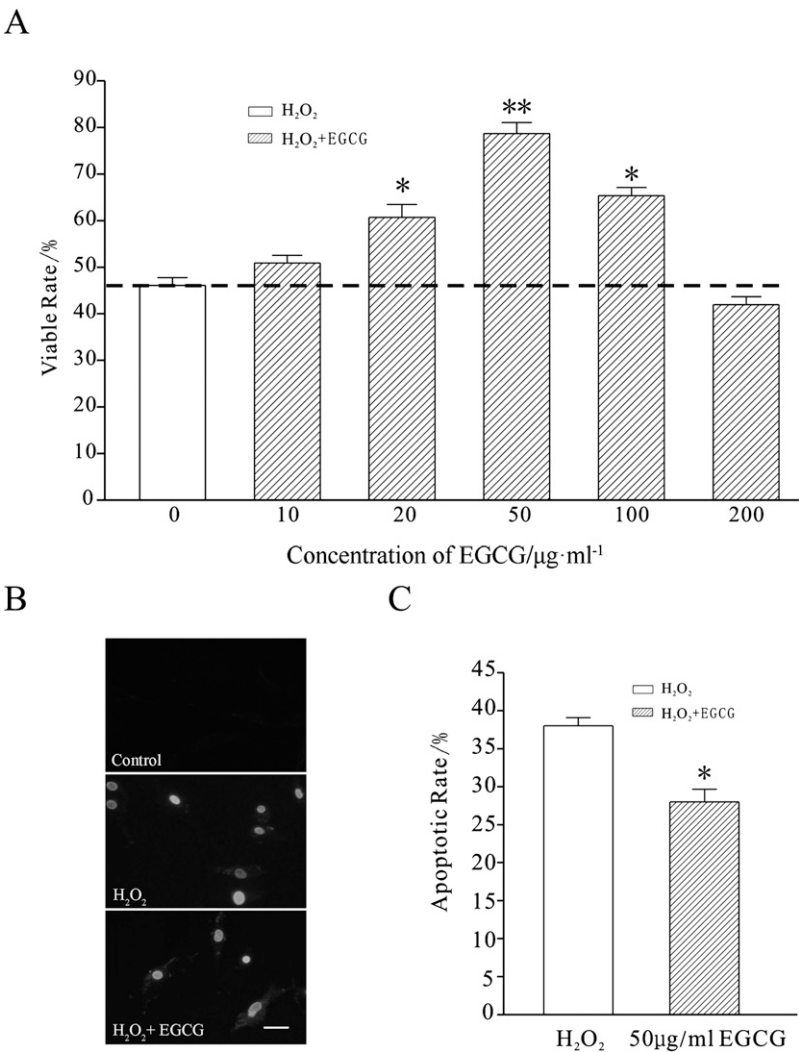 A
90
80
70
60
50
40
30
20
10
0
Viable Rate/%
H₂O₂
H₂O₂+EGCG
*
**
*
0 10 20 50 100 200
Concentration of EGCG/μg·ml⁻¹
B
Control
H₂O₂
H₂O₂+ EGCG
C
45
40
35
30
25
20
15
10
5
0
Apoptotic Rate/%
H₂O₂
H₂O₂+EGCG
*
H₂O₂ 50μg/ml EGCG